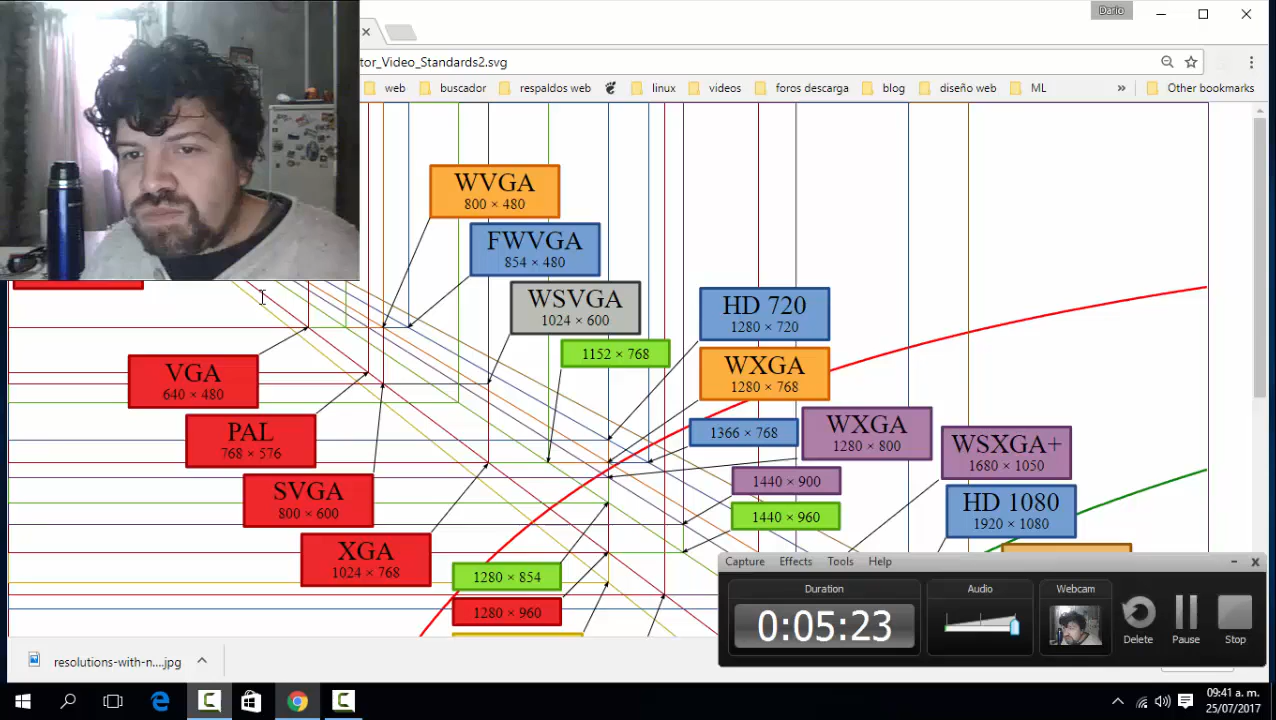 Dario
tor_Video_Standards2.svg
web
buscador
respaldos web
linux
videos
foros descarga
blog
diseño web
ML
»
Other bookmarks
WVGA
800 × 480
FWVGA
854 × 480
WSVGA
1024 × 600
1152 × 768
HD 720
1280 × 720
WXGA
1280 × 768
1366 × 768
WXGA
1280 × 800
WSXGA+
1680 × 1050
1440 × 900
HD 1080
1920 × 1080
1440 × 960
VGA
640 × 480
PAL
768 × 576
SVGA
800 × 600
XGA
1024 × 768
1280 × 854
1280 × 960
Capture Effects Tools Help
Duration
0:05:23
Audio
Webcam
Delete
Pause
Stop
resolutions-with-n....jpg
09:41 a. m.
25/07/2017